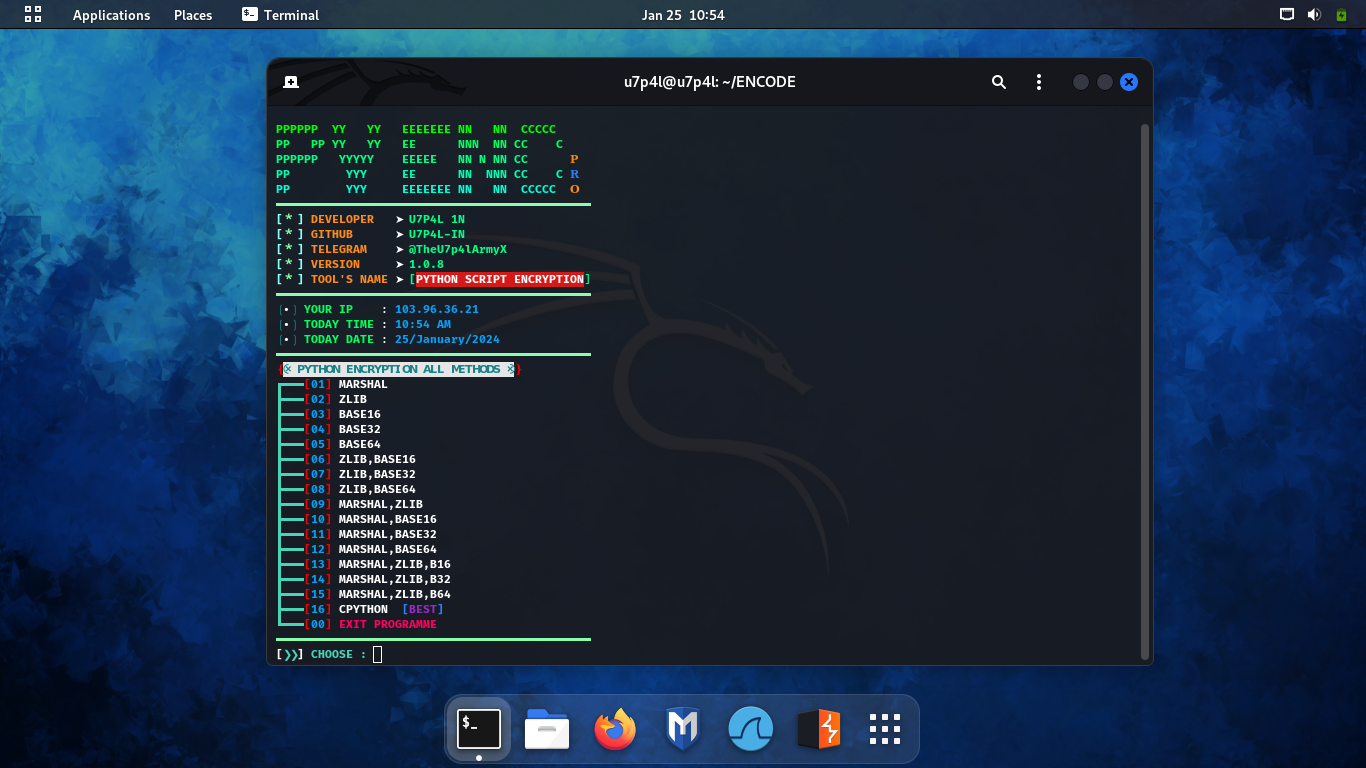 Applications Places Terminal Jan 25 10:54
u7p4l@u7p4l: ~/ENCODE
PPPPPP  YY   YY   EEEEEEE NN   NN  CCCCC
PP   PP YY   YY   EE      NNN  NN CC    C
PPPPPP   YYYYY    EEEEE   NN N NN CC      P
PP        YYY     EE      NN  NNN CC    C R
PP        YYY     EEEEEEE NN   NN  CCCCC  O
[*] DEVELOPER ➤ U7P4L 1N
[*] GITHUB ➤ U7P4L-IN
[*] TELEGRAM ➤ @TheU7p4lArmyX
[*] VERSION ➤ 1.0.8
[*] TOOL'S NAME ➤ [PYTHON SCRIPT ENCRYPTION]
[•] YOUR IP : 103.96.36.21
[•] TODAY TIME : 10:54 AM
[•] TODAY DATE : 25/January/2024
{※ PYTHON ENCRYPTION ALL METHODS ※}
[01] MARSHAL
[02] ZLIB
[03] BASE16
[04] BASE32
[05] BASE64
[06] ZLIB,BASE16
[07] ZLIB,BASE32
[08] ZLIB,BASE64
[09] MARSHAL,ZLIB
[10] MARSHAL,BASE16
[11] MARSHAL,BASE32
[12] MARSHAL,BASE64
[13] MARSHAL,ZLIB,B16
[14] MARSHAL,ZLIB,B32
[15] MARSHAL,ZLIB,B64
[16] CPYTHON [BEST]
[00] EXIT PROGRAMME
[❯❯] CHOOSE :
$_